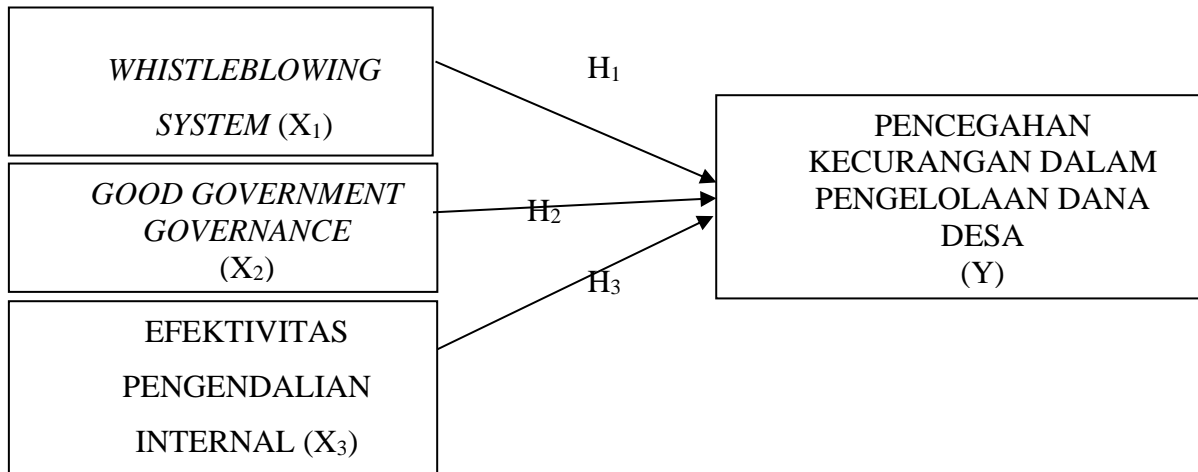 WHISTLEBLOWING
SYSTEM (X₁)
H₁
GOOD GOVERNMENT
GOVERNANCE
(X₂)
H₂
EFEKTIVITAS
PENGENDALIAN
INTERNAL (X₃)
H₃
PENCEGAHAN
KECURANGAN DALAM
PENGELOLAAN DANA
DESA
(Y)